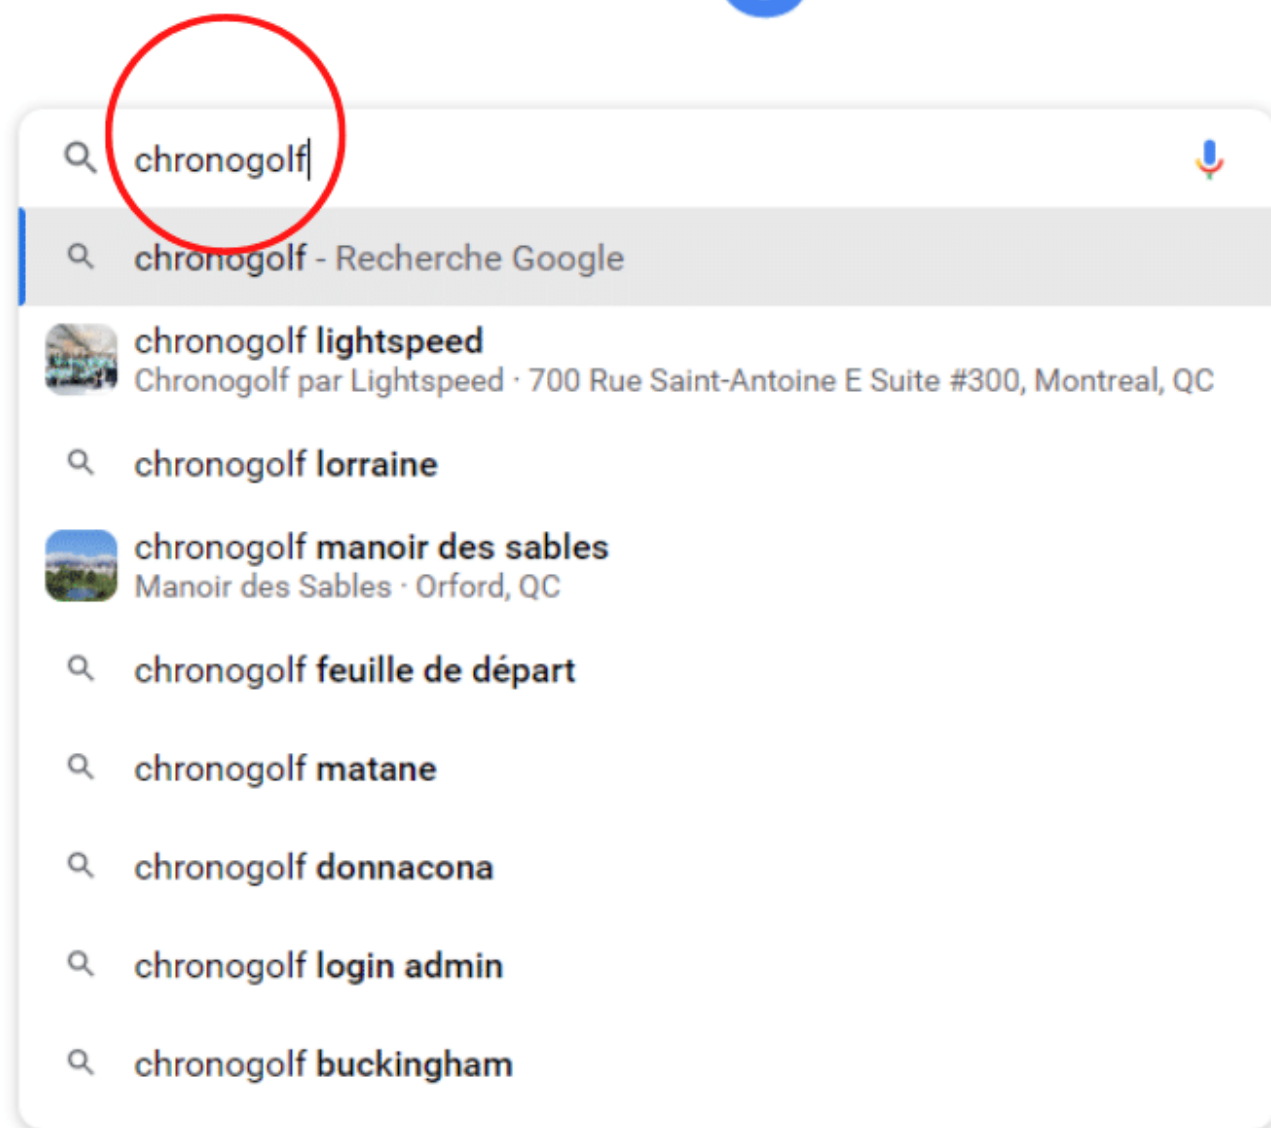 chronogolf
chronogolf - Recherche Google
chronogolf lightspeed
Chronogolf par Lightspeed · 700 Rue Saint-Antoine E Suite #300, Montreal, QC
chronogolf lorraine
chronogolf manoir des sables
Manoir des Sables · Orford, QC
chronogolf feuille de départ
chronogolf matane
chronogolf donnacona
chronogolf login admin
chronogolf buckingham